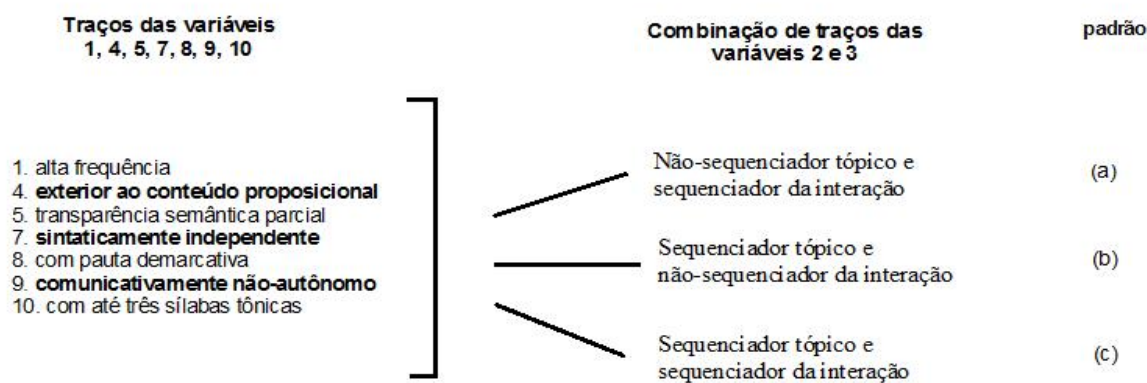 Traços das variáveis
1, 4, 5, 7, 8, 9, 10
Combinação de traços das
variáveis 2 e 3
padrão
1. alta frequência
4. exterior ao conteúdo proposicional
5. transparência semântica parcial
7. sintaticamente independente
8. com pauta demarcativa
9. comunicativamente não-autônomo
10. com até três sílabas tônicas
Não-sequenciador tópico e
sequenciador da interação
(a)
Sequenciador tópico e
não-sequenciador da interação
(b)
Sequenciador tópico e
sequenciador da interação
(c)